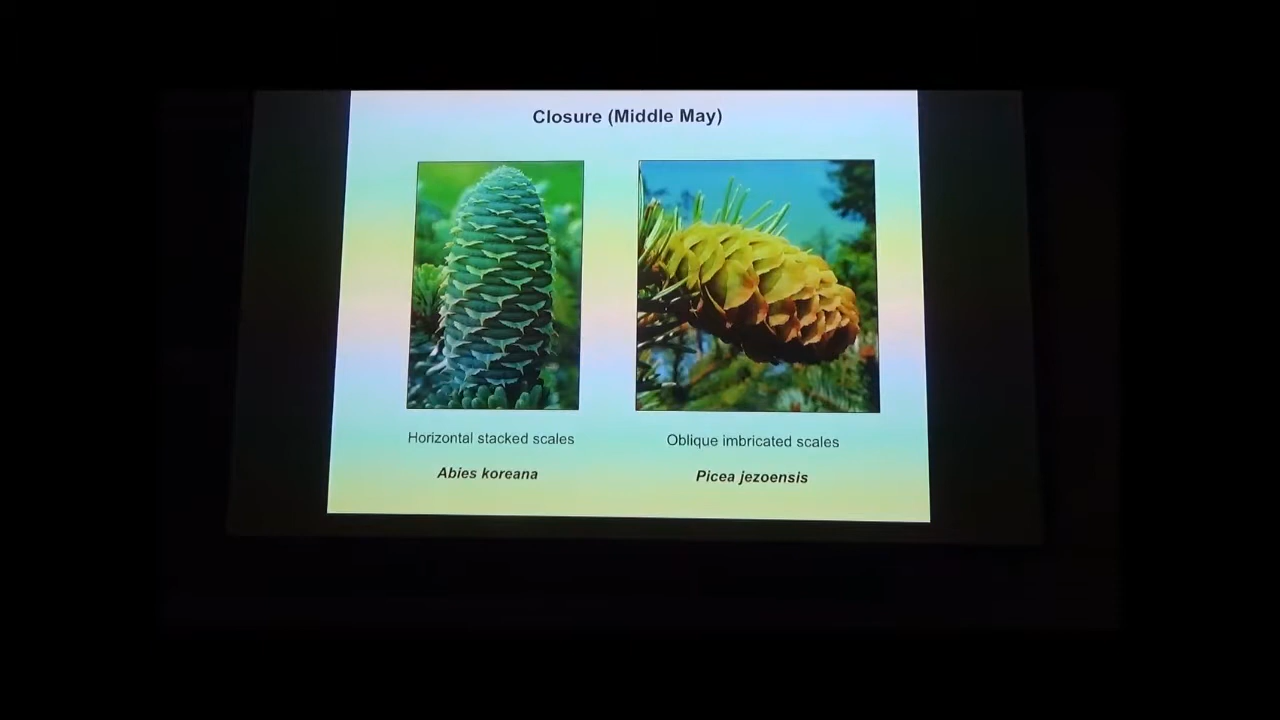 Closure (Middle May)
Horizontal stacked scales
Oblique imbricated scales
Abies koreana
Picea jezoensis